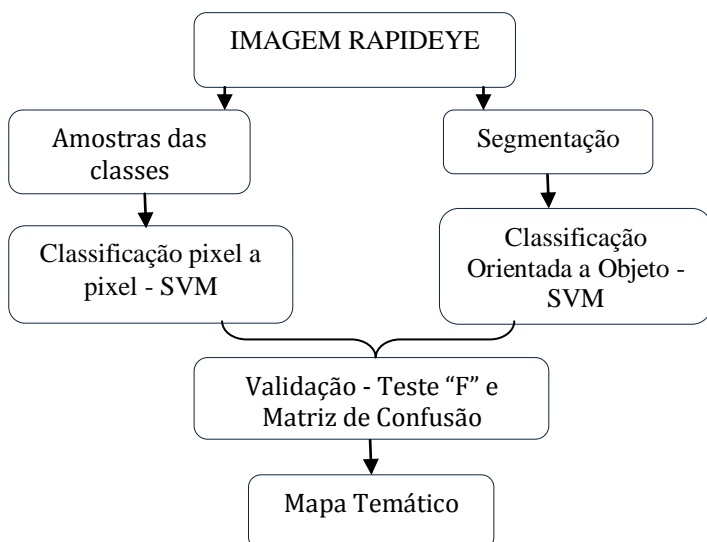 IMAGEM RAPIDEYE
Amostras das
classes
Segmentação
Classificação pixel a
pixel - SVM
Classificação
Orientada a Objeto -
SVM
Validação - Teste “F” e
Matriz de Confusão
Mapa Temático